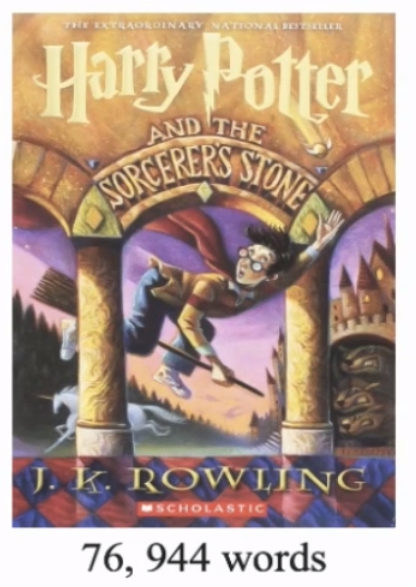 THE EXTRAORDINARY NATIONAL BESTSELLER
Harry Potter
AND THE
SORCERER'S STONE
J. K. ROWLING
SCHOLASTIC
76, 944 words